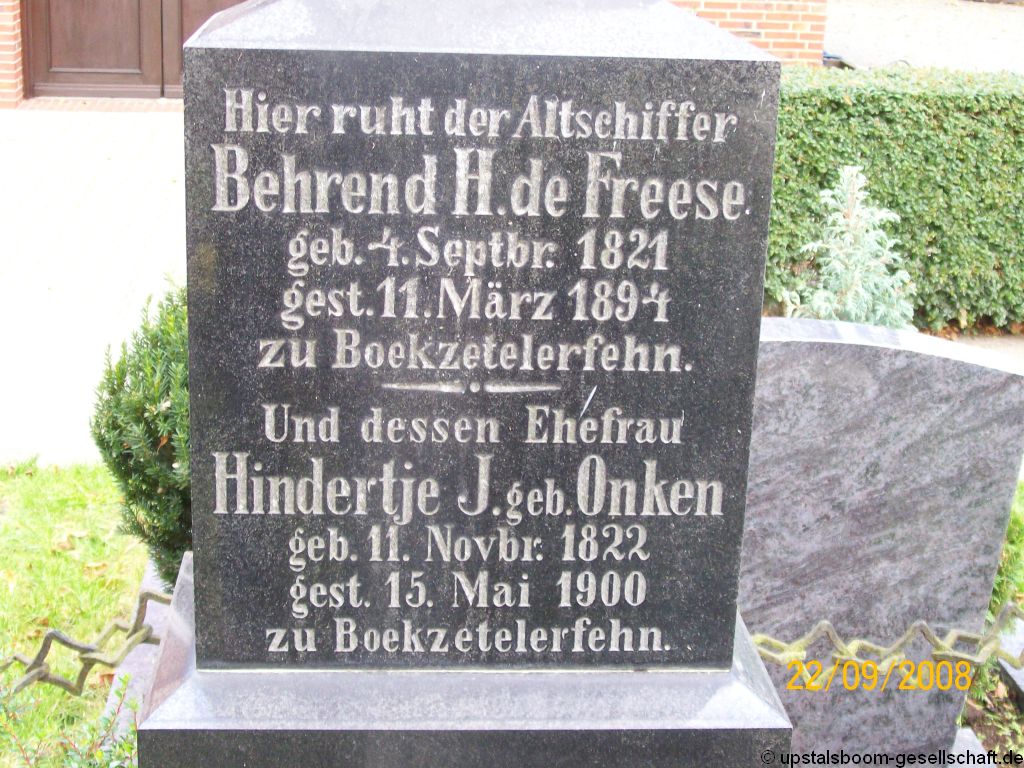 Hier ruht der Altschiffer
Behrend H. de Freese.
geb. 4. Septbr. 1821
gest. 11. März 1894
zu Boekzetelerfehn.
Und dessen Ehefrau
Hindertje J. geb. Onken
geb. 11. Novbr. 1822
gest. 15. Mai 1900
zu Boekzetelerfehn.
22/09/2008
© upstalsboom-gesellschaft.de